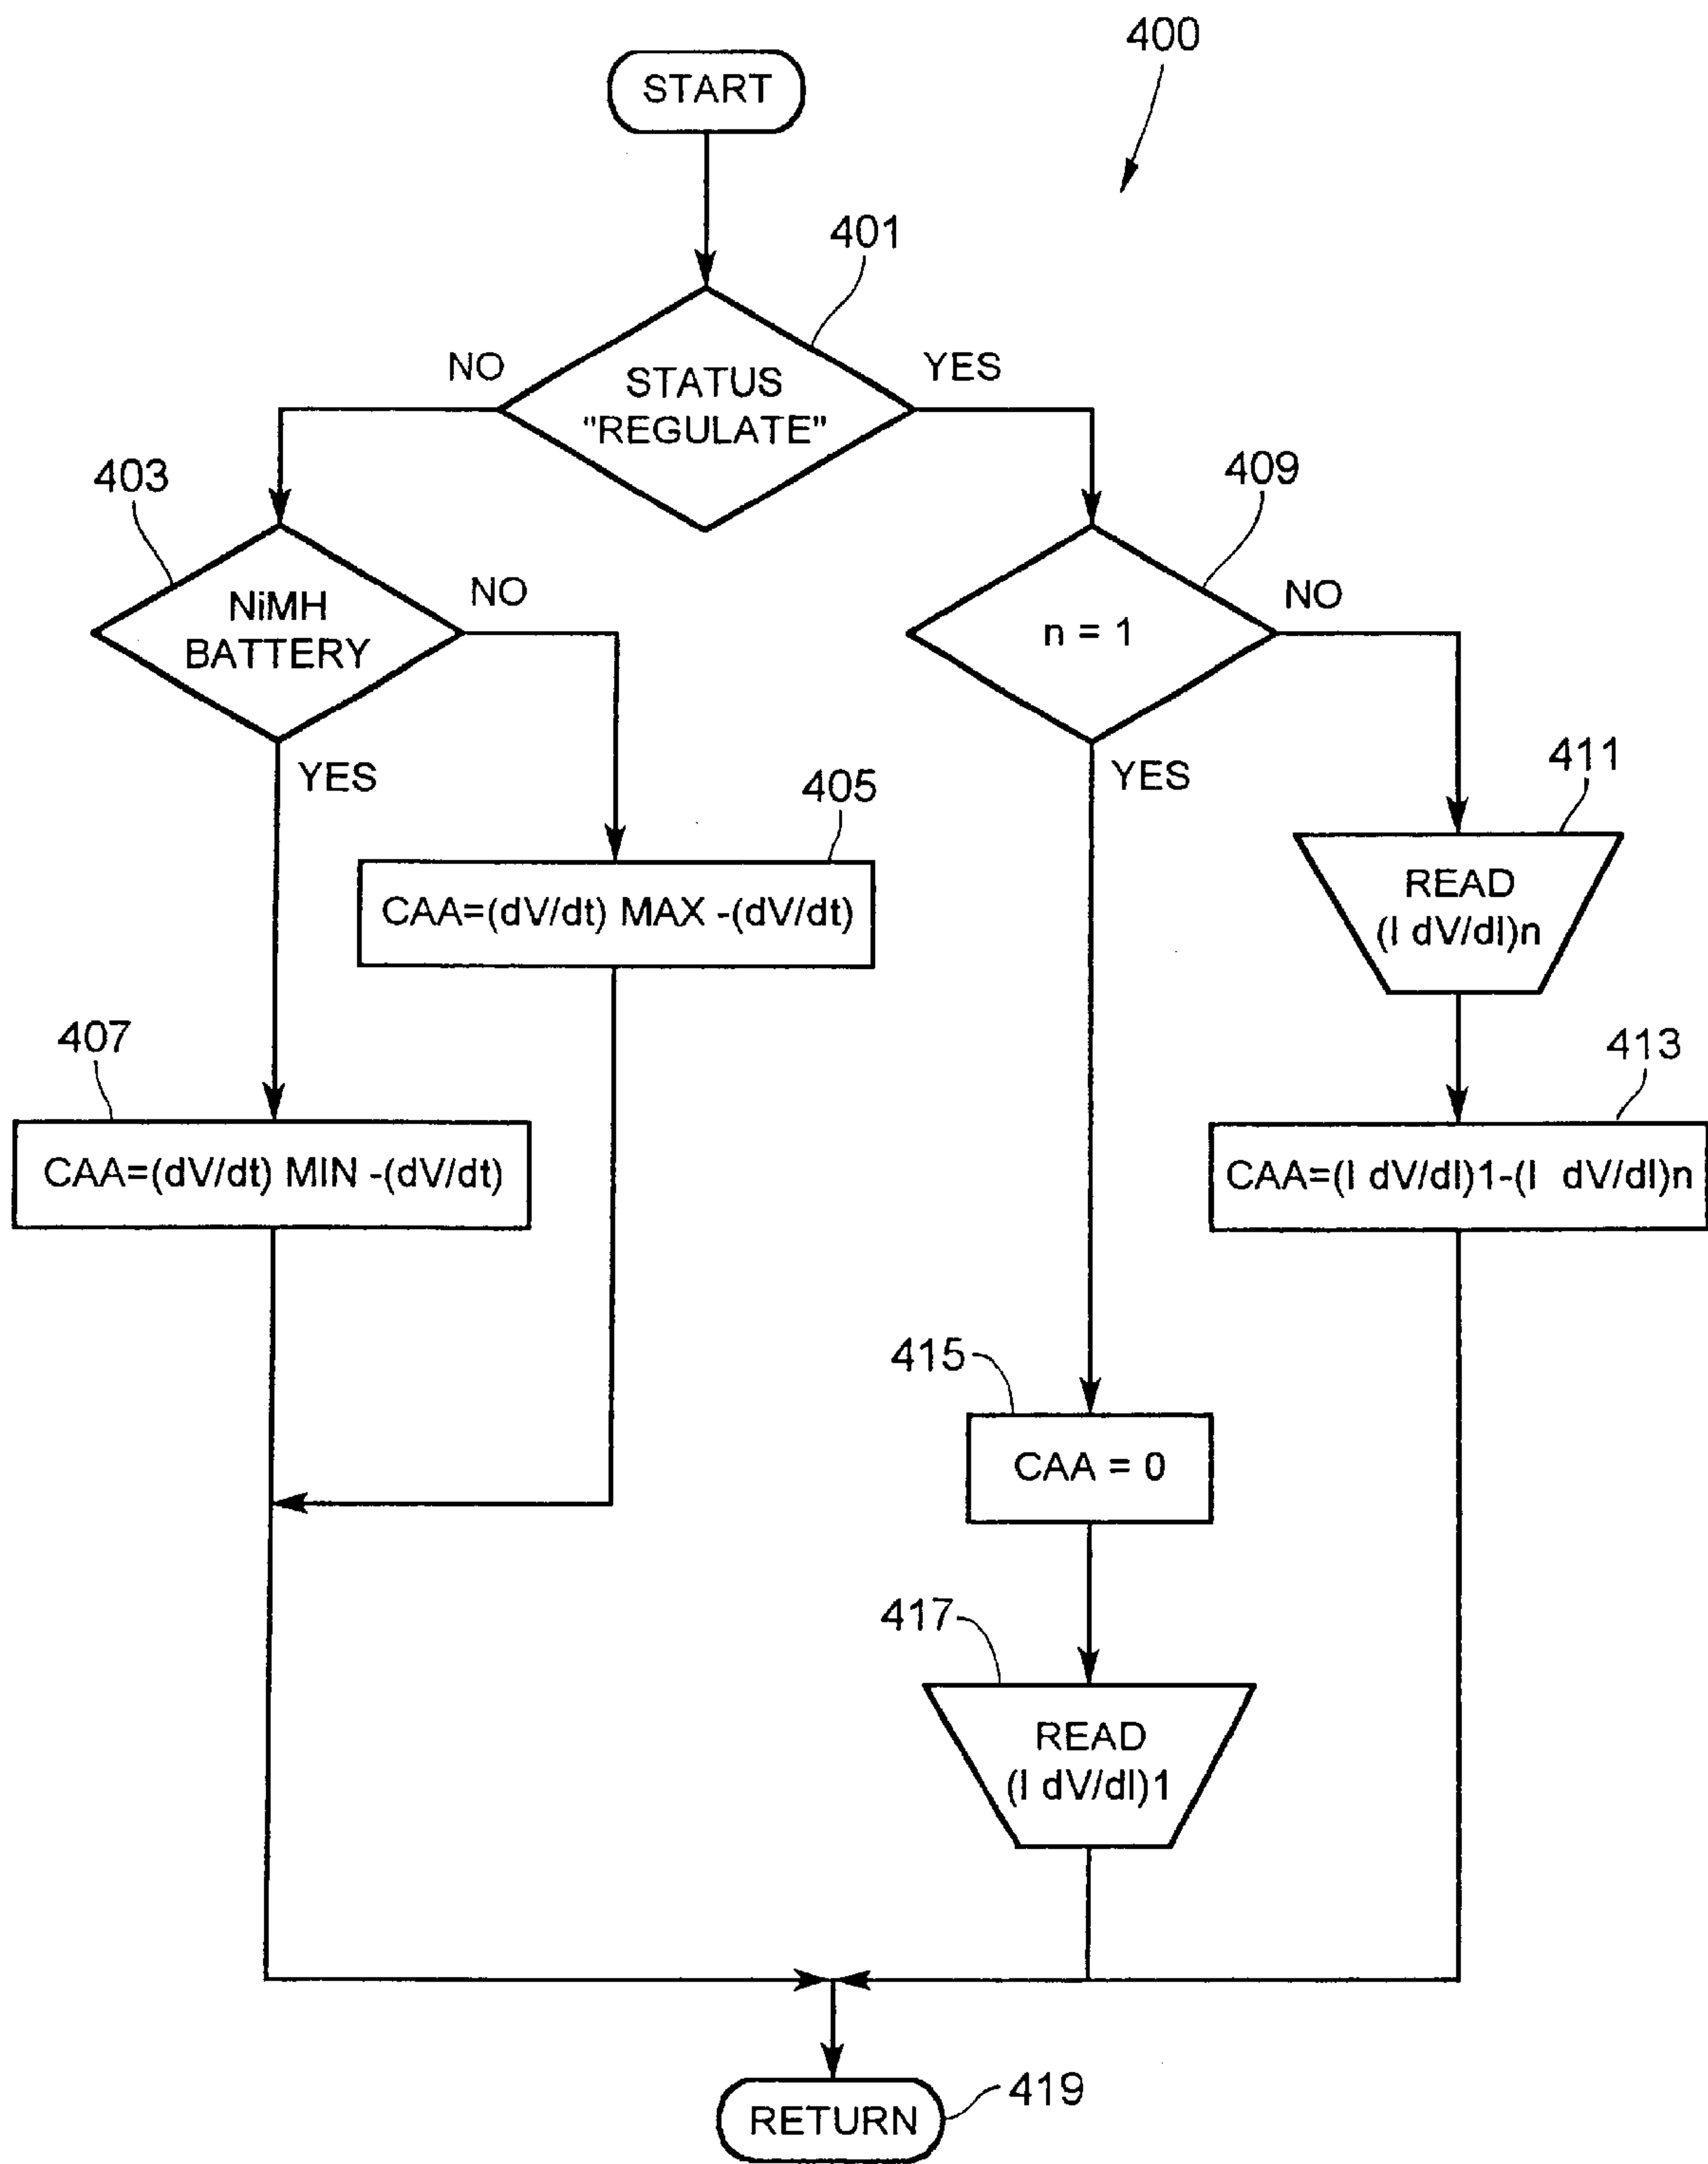 400
START
401
NO
YES
STATUS
"REGULATE"
403
409
NiMH
BATTERY
NO
n = 1
NO
YES
YES
405
411
CAA=(dV/dt) MAX -(dV/dt)
READ
(I dV/dI)n
407
413
CAA=(dV/dt) MIN -(dV/dt)
CAA=(I dV/dI)1-(I dV/dI)n
415
CAA = 0
417
READ
(I dV/dI)1
RETURN
419